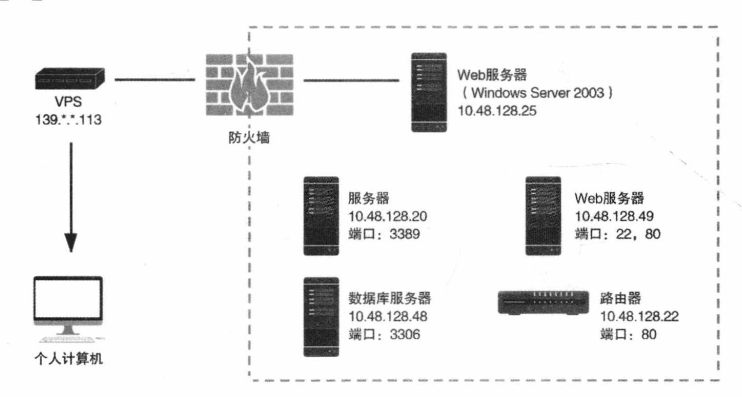 VPS
139.*.*.113
防火墙
Web服务器
（Windows Server 2003）
10.48.128.25
服务器
10.48.128.20
端口：3389
Web服务器
10.48.128.49
端口：22，80
数据库服务器
10.48.128.48
端口：3306
路由器
10.48.128.22
端口：80
个人计算机